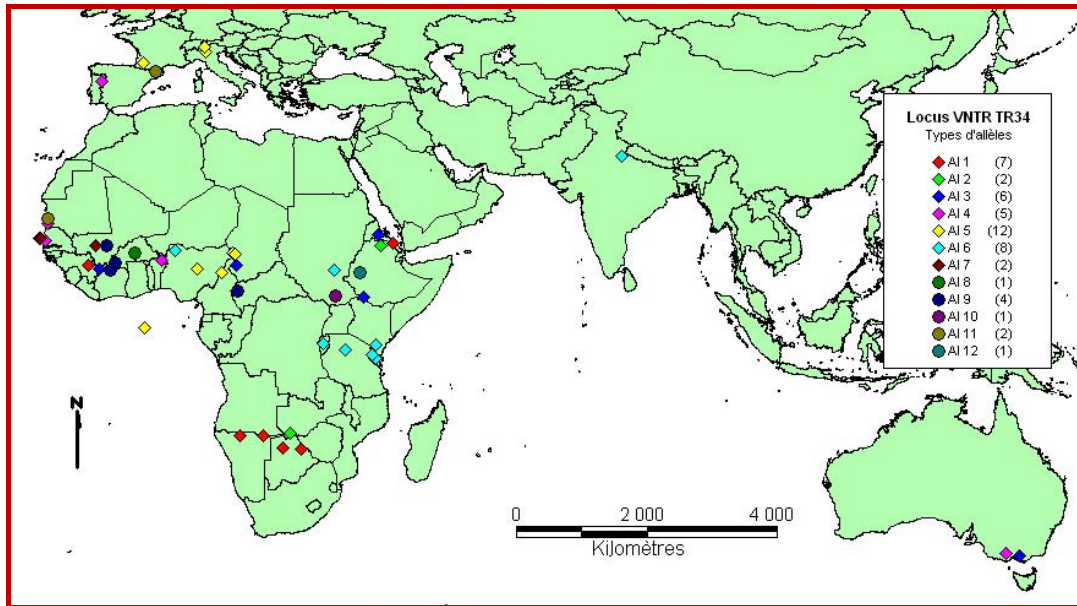 Locus VNTR TR34
Types d'allèles
Al 1 (7)
Al 2 (2)
Al 3 (6)
Al 4 (5)
Al 5 (12)
Al 6 (8)
Al 7 (2)
Al 8 (1)
Al 9 (4)
Al 10 (1)
Al 11 (2)
Al 12 (1)
N
0 2 000 4 000
Kilomètres